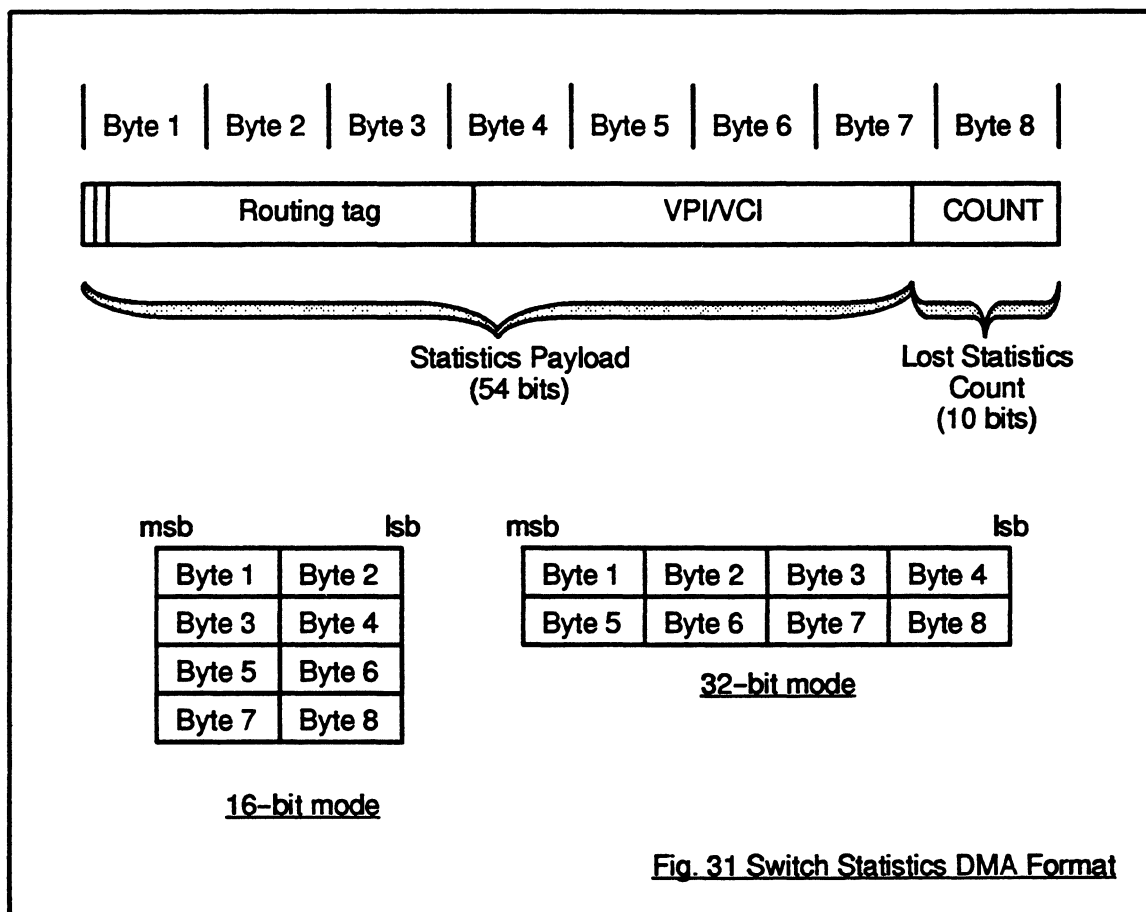 Byte 1 Byte 2 Byte 3 Byte 4 Byte 5 Byte 6 Byte 7 Byte 8
Routing tag VPI/VCI COUNT
Statistics Payload
(54 bits)
Lost Statistics
Count
(10 bits)
msb lsb
Byte 1 Byte 2
Byte 3 Byte 4
Byte 5 Byte 6
Byte 7 Byte 8
16-bit mode
msb lsb
Byte 1 Byte 2 Byte 3 Byte 4
Byte 5 Byte 6 Byte 7 Byte 8
32-bit mode
Fig. 31 Switch Statistics DMA Format